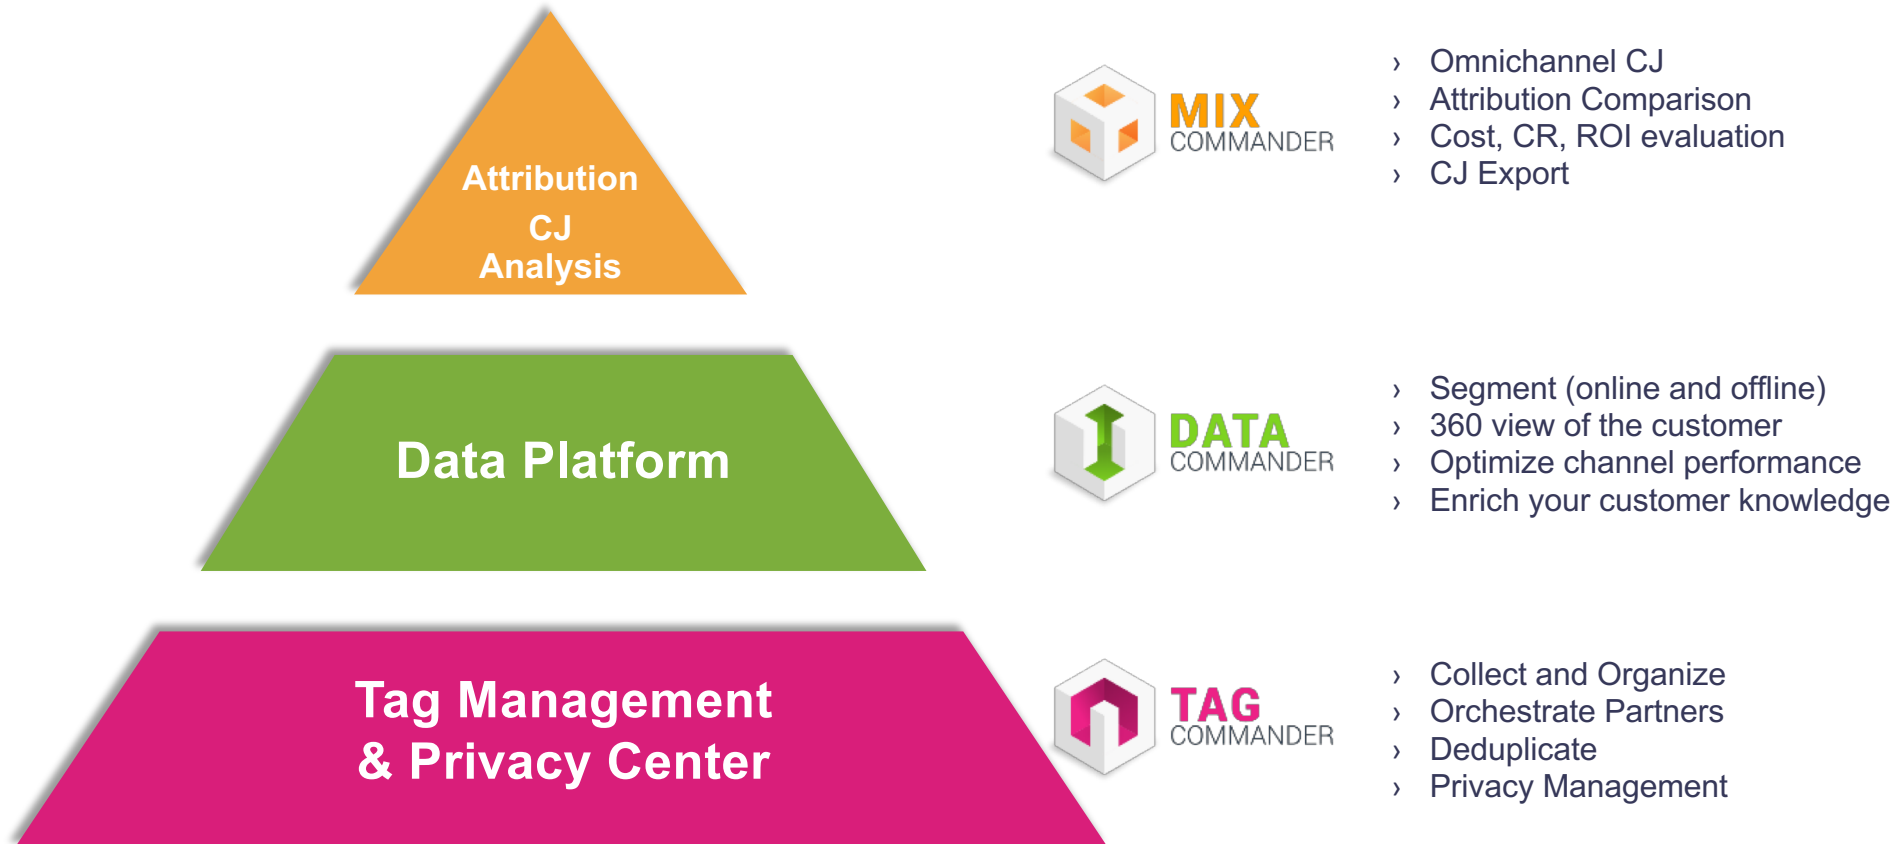 Attribution
CJ
Analysis
MIX
COMMANDER
› Omnichannel CJ
› Attribution Comparison
› Cost, CR, ROI evaluation
› CJ Export
Data Platform
DATA
COMMANDER
› Segment (online and offline)
› 360 view of the customer
› Optimize channel performance
› Enrich your customer knowledge
Tag Management
& Privacy Center
TAG
COMMANDER
› Collect and Organize
› Orchestrate Partners
› Deduplicate
› Privacy Management